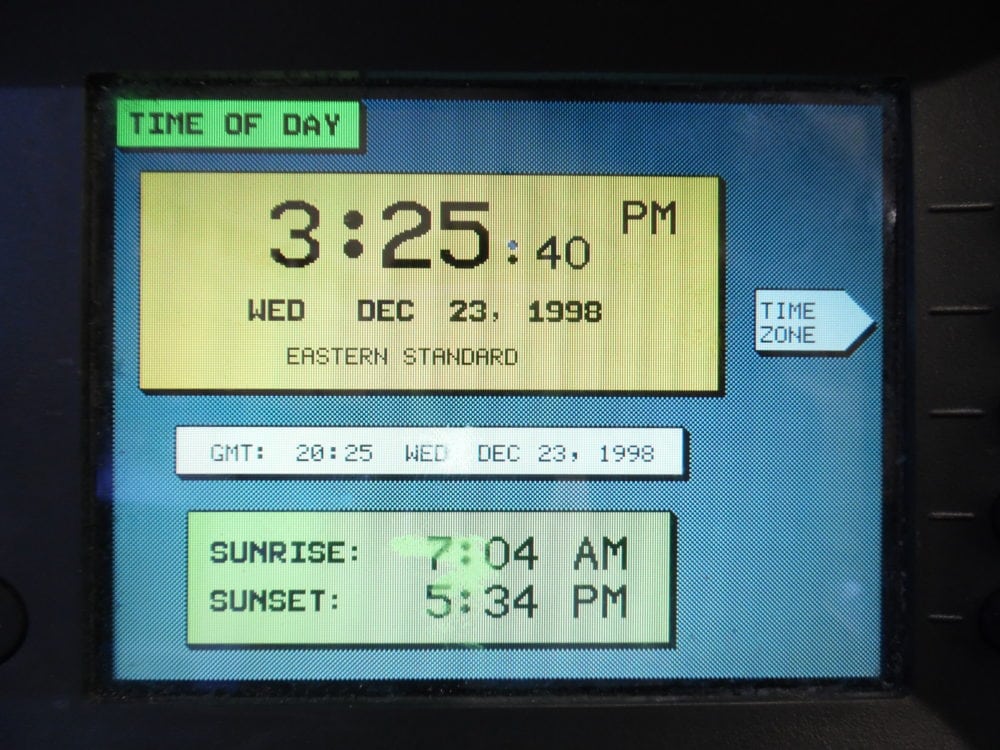 TIME OF DAY
3:25:40 PM
WED DEC 23, 1998
EASTERN STANDARD
TIME
ZONE
GMT: 20:25 WED DEC 23, 1998
SUNRISE: 7:04 AM
SUNSET: 5:34 PM